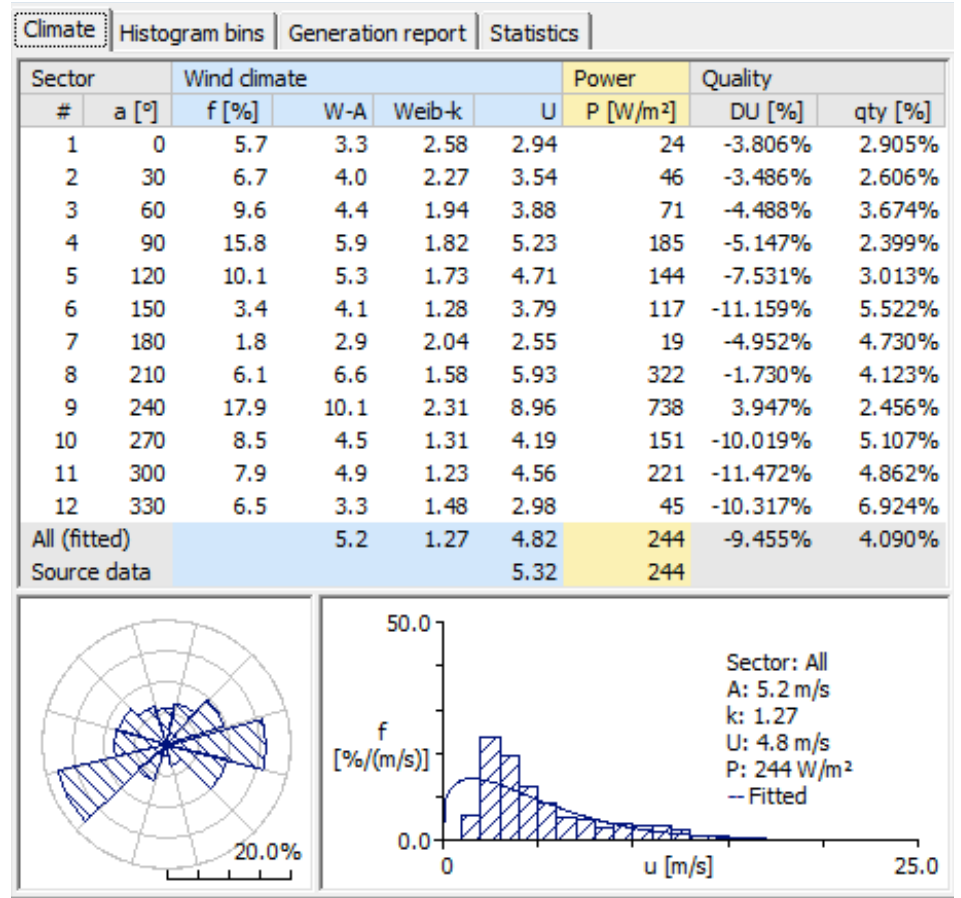 Climate Histogram bins Generation report Statistics
Sector Wind climate Power Quality
# a [º] f [%] W-A Weib-k U P [W/m²] DU [%] qty [%]
1 0 5.7 3.3 2.58 2.94 24 -3.806% 2.905%
2 30 6.7 4.0 2.27 3.54 46 -3.486% 2.606%
3 60 9.6 4.4 1.94 3.88 71 -4.488% 3.674%
4 90 15.8 5.9 1.82 5.23 185 -5.147% 2.399%
5 120 10.1 5.3 1.73 4.71 144 -7.531% 3.013%
6 150 3.4 4.1 1.28 3.79 117 -11.159% 5.522%
7 180 1.8 2.9 2.04 2.55 19 -4.952% 4.730%
8 210 6.1 6.6 1.58 5.93 322 -1.730% 4.123%
9 240 17.9 10.1 2.31 8.96 738 3.947% 2.456%
10 270 8.5 4.5 1.31 4.19 151 -10.019% 5.107%
11 300 7.9 4.9 1.23 4.56 221 -11.472% 4.862%
12 330 6.5 3.3 1.48 2.98 45 -10.317% 6.924%
All (fitted) 5.2 1.27 4.82 244 -9.455% 4.090%
Source data 5.32 244
20.0%
50.0
f
[%/(m/s)]
0.0
0 u [m/s] 25.0
Sector: All
A: 5.2 m/s
k: 1.27
U: 4.8 m/s
P: 244 W/m²
-- Fitted